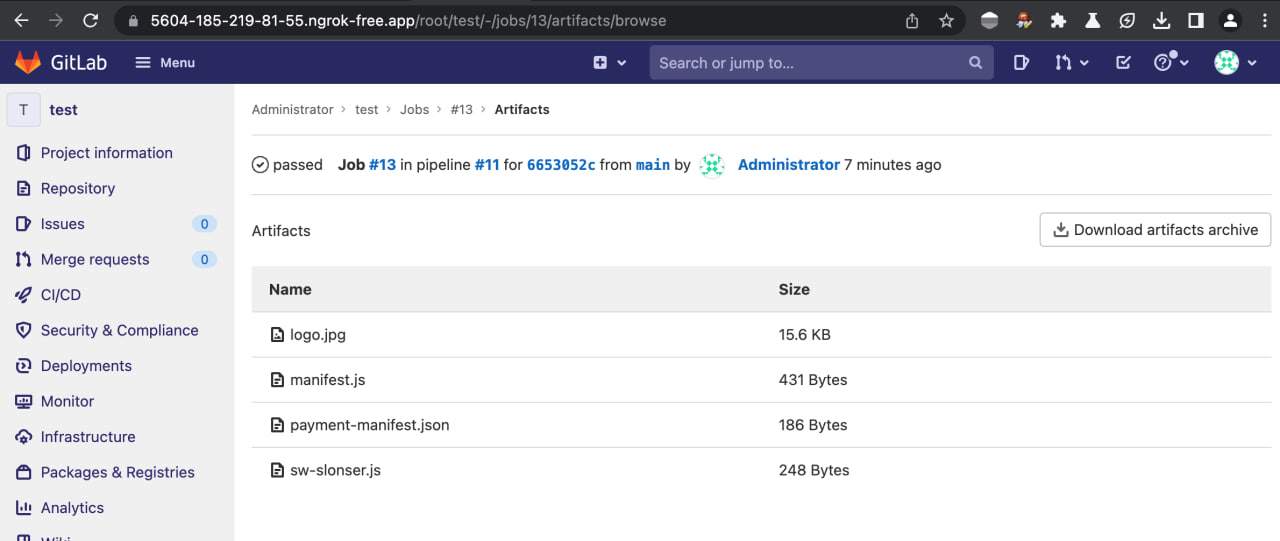 5604-185-219-81-55.ngrok-free.app/root/test/-/jobs/13/artifacts/browse
GitLab Menu Search or jump to...
T test
Administrator > test > Jobs > #13 > Artifacts
Project information
passed Job #13 in pipeline #11 for 6653052c from main by Administrator 7 minutes ago
Repository
Issues 0
Artifacts Download artifacts archive
Merge requests 0
CI/CD
Name Size
Security & Compliance
logo.jpg 15.6 KB
Deployments
manifest.js 431 Bytes
Monitor
payment-manifest.json 186 Bytes
Infrastructure
Packages & Registries
sw-slonser.js 248 Bytes
Analytics
Wiki